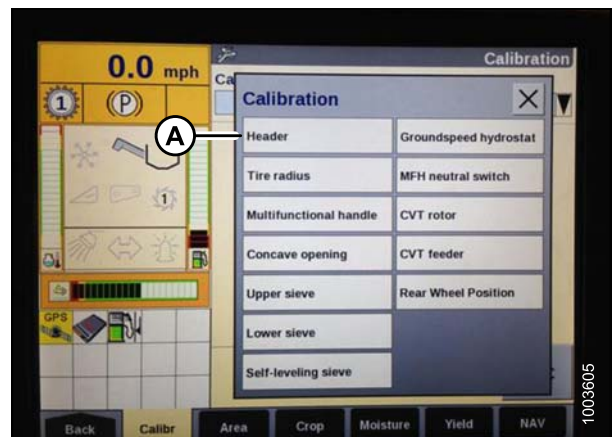 0.0 mph
Calibration
Ca
1
(P)
Calibration
A
Header
Groundspeed hydrostat
Tire radius
MFH neutral switch
1
Multifunctional handle
CVT rotor
Concave opening
CVT feeder
Upper sieve
Rear Wheel Position
Lower sieve
Self-leveling sieve
GPS
Back
Calibr
Area
Crop
Moisture
Yield
NAV
1003605